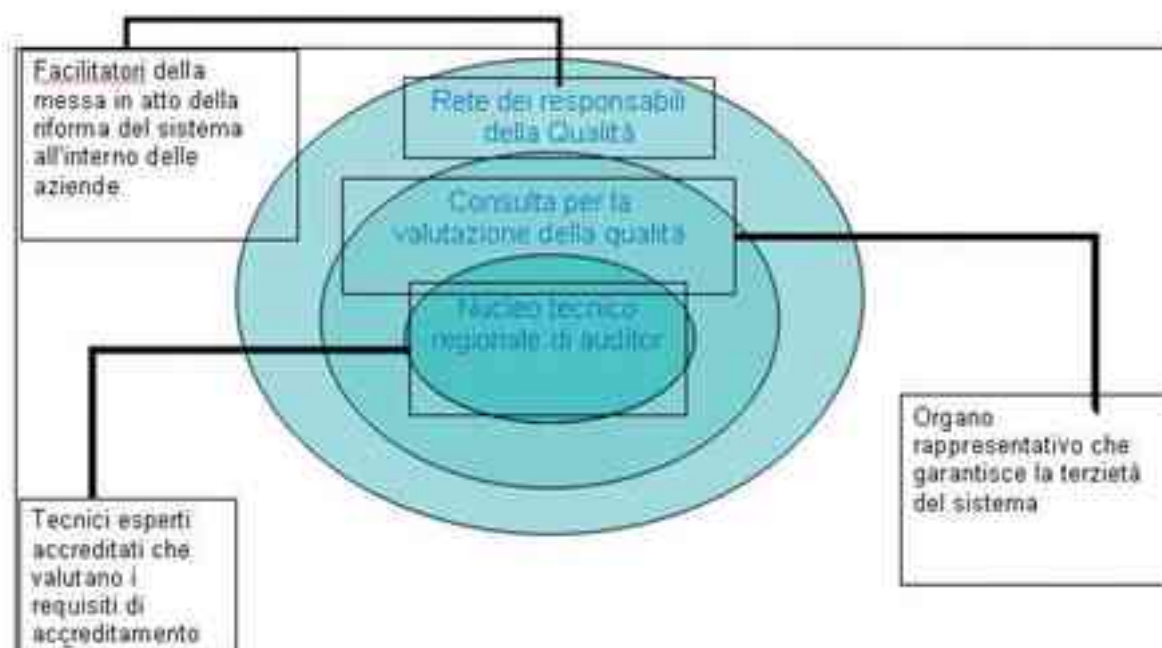 Facilitatori della
messa in atto della
riforma del sistema
all'interno delle
aziende
Rete dei responsabili
della Qualità
Consulta per la
valutazione della qualità
Nucleo tecnico
regionale di auditor
Organo
rappresentativo che
garantisce la terzietà
del sistema
Tecnici esperti
accreditati che
valutano i
requisiti di
accreditamento